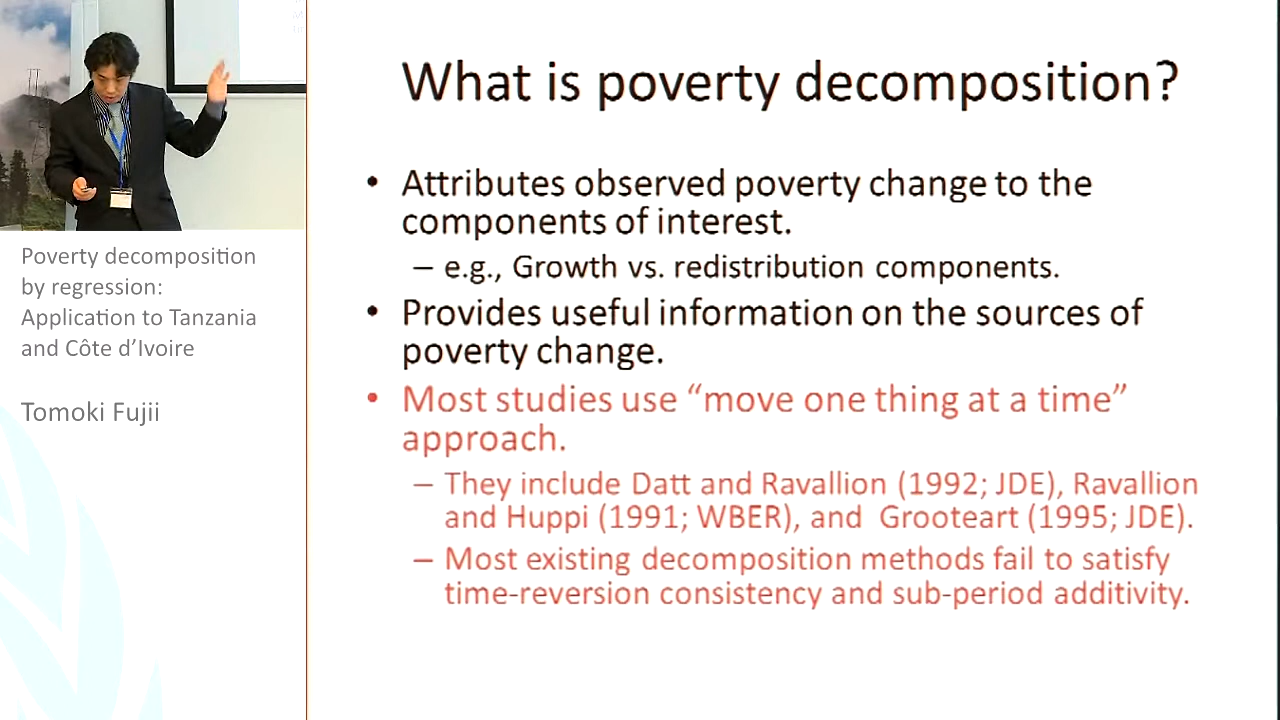 Poverty decomposition
by regression:
Application to Tanzania
and Côte d’Ivoire
Tomoki Fujii
What is poverty decomposition?
• Attributes observed poverty change to the
components of interest.
– e.g., Growth vs. redistribution components.
• Provides useful information on the sources of
poverty change.
• Most studies use “move one thing at a time”
approach.
– They include Datt and Ravallion (1992; JDE), Ravallion
and Huppi (1991; WBER), and Grooteart (1995; JDE).
– Most existing decomposition methods fail to satisfy
time-reversion consistency and sub-period additivity.